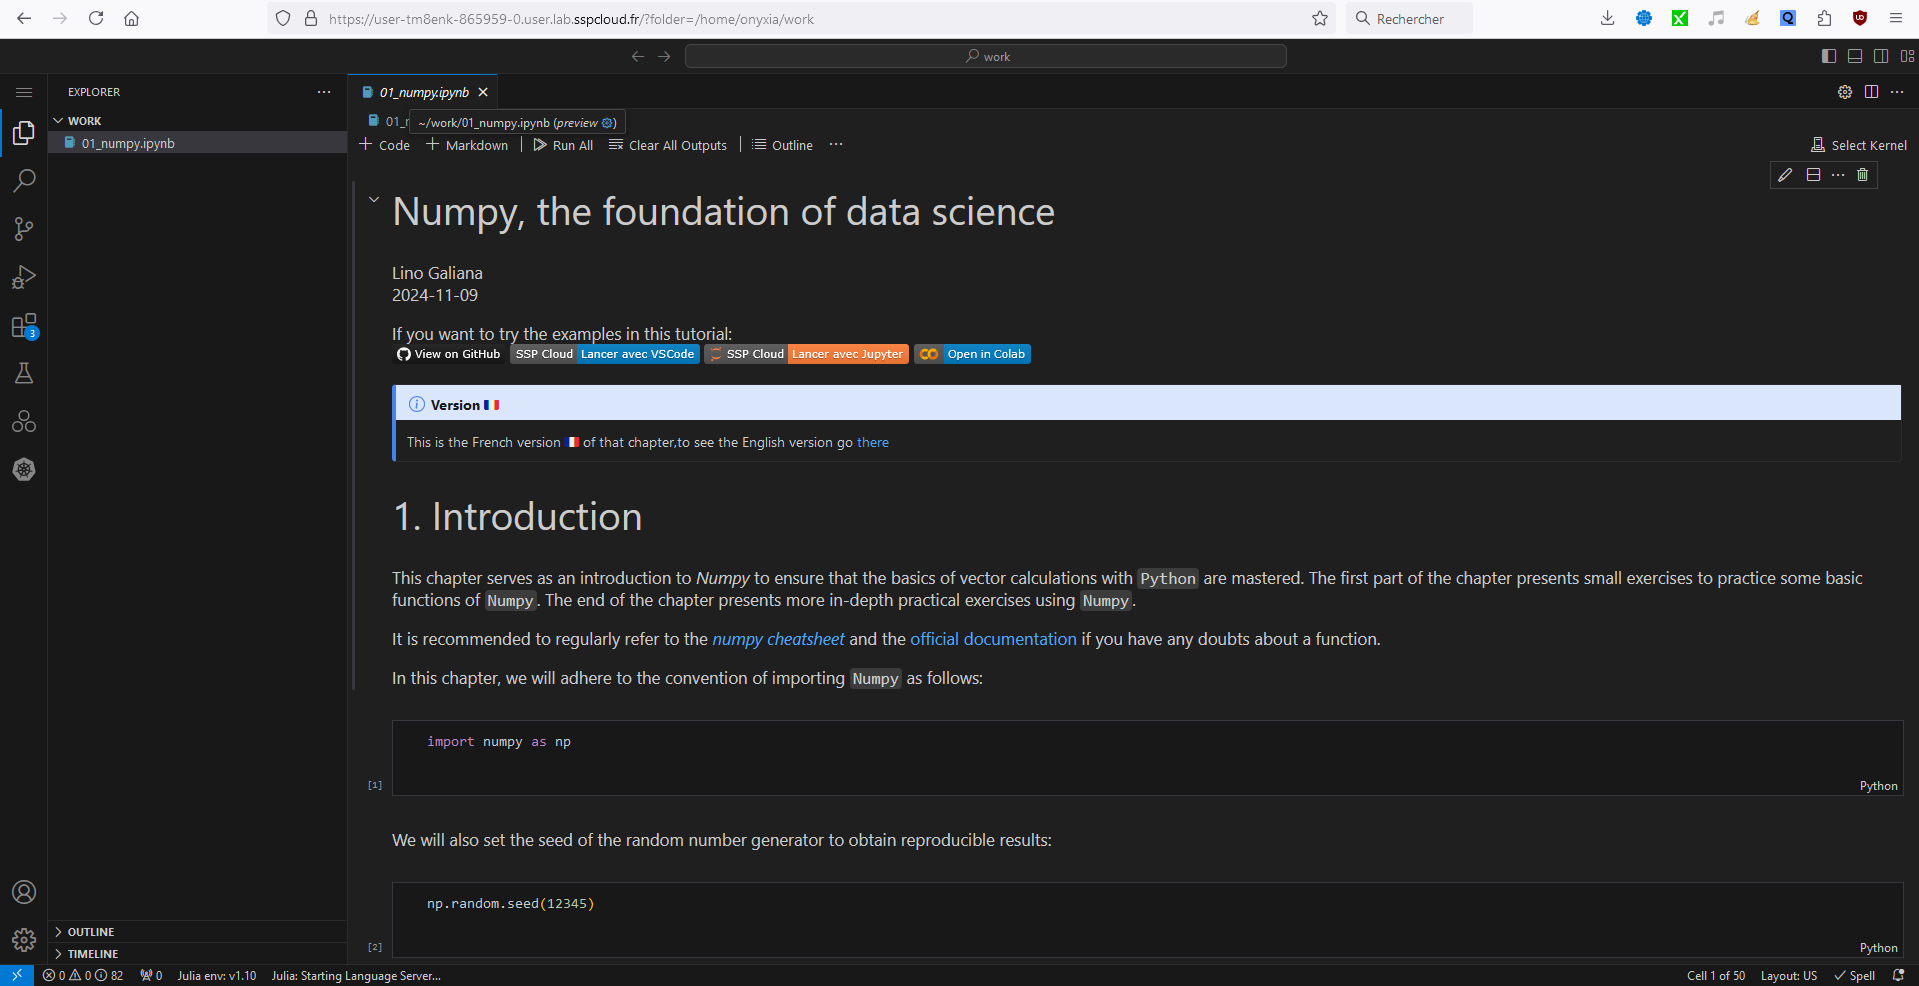 https://user-tm8enk-865959-0.user.lab.sspcloud.fr/?folder=/home/onyxia/work
Rechercher
work
EXPLORER
01_numpy.ipynb
WORK
01_n
~/work/01_numpy.ipynb (preview)
01_numpy.ipynb
Code
Markdown
Run All
Clear All Outputs
Outline
Select Kernel
Numpy, the foundation of data science
Lino Galiana
2024-11-09
3
If you want to try the examples in this tutorial:
View on GitHub
SSP Cloud Lancer avec VSCode
SSP Cloud Lancer avec Jupyter
Open in Colab
Version 🇫🇷
This is the French version 🇫🇷 of that chapter,to see the English version go there
1. Introduction
This chapter serves as an introduction to Numpy to ensure that the basics of vector calculations with Python are mastered. The first part of the chapter presents small exercises to practice some basic
functions of Numpy. The end of the chapter presents more in-depth practical exercises using Numpy.
It is recommended to regularly refer to the numpy cheatsheet and the official documentation if you have any doubts about a function.
In this chapter, we will adhere to the convention of importing Numpy as follows:
import numpy as np
[1]
Python
We will also set the seed of the random number generator to obtain reproducible results:
np.random.seed(12345)
[2]
Python
OUTLINE
TIMELINE
0 0 82
0
Julia env: v1.10
Julia: Starting Language Server...
Cell 1 of 50
Layout: US
Spell